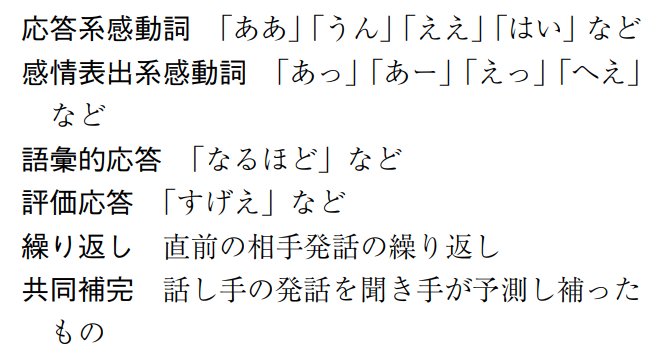 応答系感動詞　「ああ」「うん」「ええ」「はい」など
感情表出系感動詞　「あっ」「あー」「えっ」「へえ」
など
語彙的応答　「なるほど」など
評価応答　「すげえ」など
繰り返し　直前の相手発話の繰り返し
共同補完　話し手の発話を聞き手が予測し補った
もの